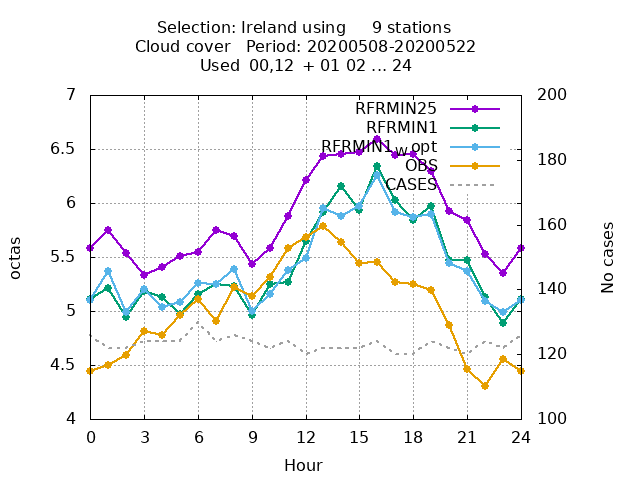 Selection: Ireland using 9 stations
Cloud cover Period: 20200508-20200522
Used 00,12 + 01 02 ... 24
7
6.5
6
5.5
5
4.5
4
octas
200
180
160
140
120
100
No cases
RFRMIN25
RFRMIN1
RFRMIN1w opt
OBS
CASES
0 3 6 9 12 15 18 21 24
Hour